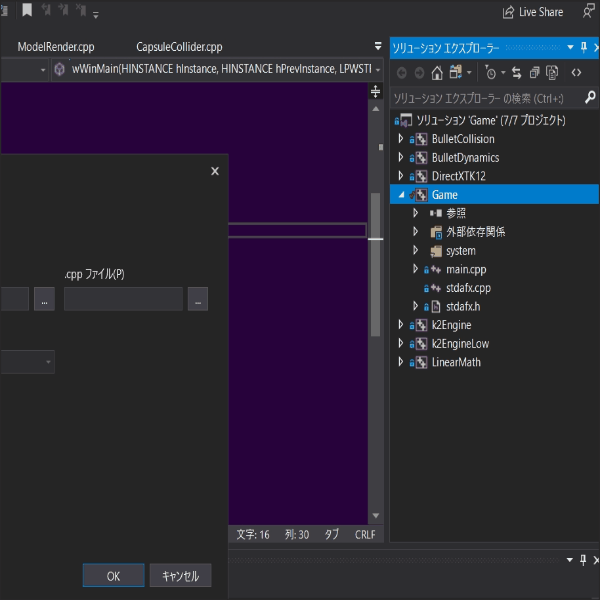 Live Share
ModelRender.cpp
CapsuleCollider.cpp
ソリューション エクスプローラー
wWinMain(HINSTANCE hInstance, HINSTANCE hPrevInstance, LPWSTI
ソリューション エクスプローラー の検索 (Ctrl+;)
ソリューション 'Game' (7/7 プロジェクト)
BulletCollision
BulletDynamics
DirectXTK12
Game
参照
外部依存関係
system
main.cpp
stdafx.cpp
stdafx.h
k2Engine
k2EngineLow
LinearMath
.cpp ファイル(P)
...
...
文字: 16
列: 30
タブ
CRLF
OK
キャンセル